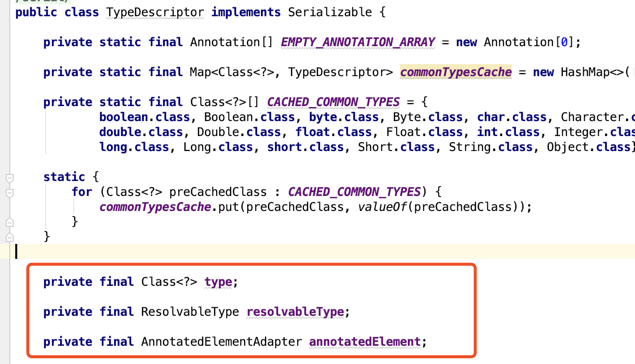 public class TypeDescriptor implements Serializable {
private static final Annotation[] EMPTY_ANNOTATION_ARRAY = new Annotation[0];
private static final Map<Class<?>, TypeDescriptor> commonTypesCache = new HashMap<>(
private static final Class<?>[] CACHED_COMMON_TYPES = {
boolean.class, Boolean.class, byte.class, Byte.class, char.class, Character.c
double.class, Double.class, float.class, Float.class, int.class, Integer.clas
long.class, Long.class, short.class, Short.class, String.class, Object.class}
static {
for (Class<?> preCachedClass : CACHED_COMMON_TYPES) {
commonTypesCache.put(preCachedClass, valueOf(preCachedClass));
}
}
private final Class<?> type;
private final ResolvableType resolvableType;
private final AnnotatedElementAdapter annotatedElement;